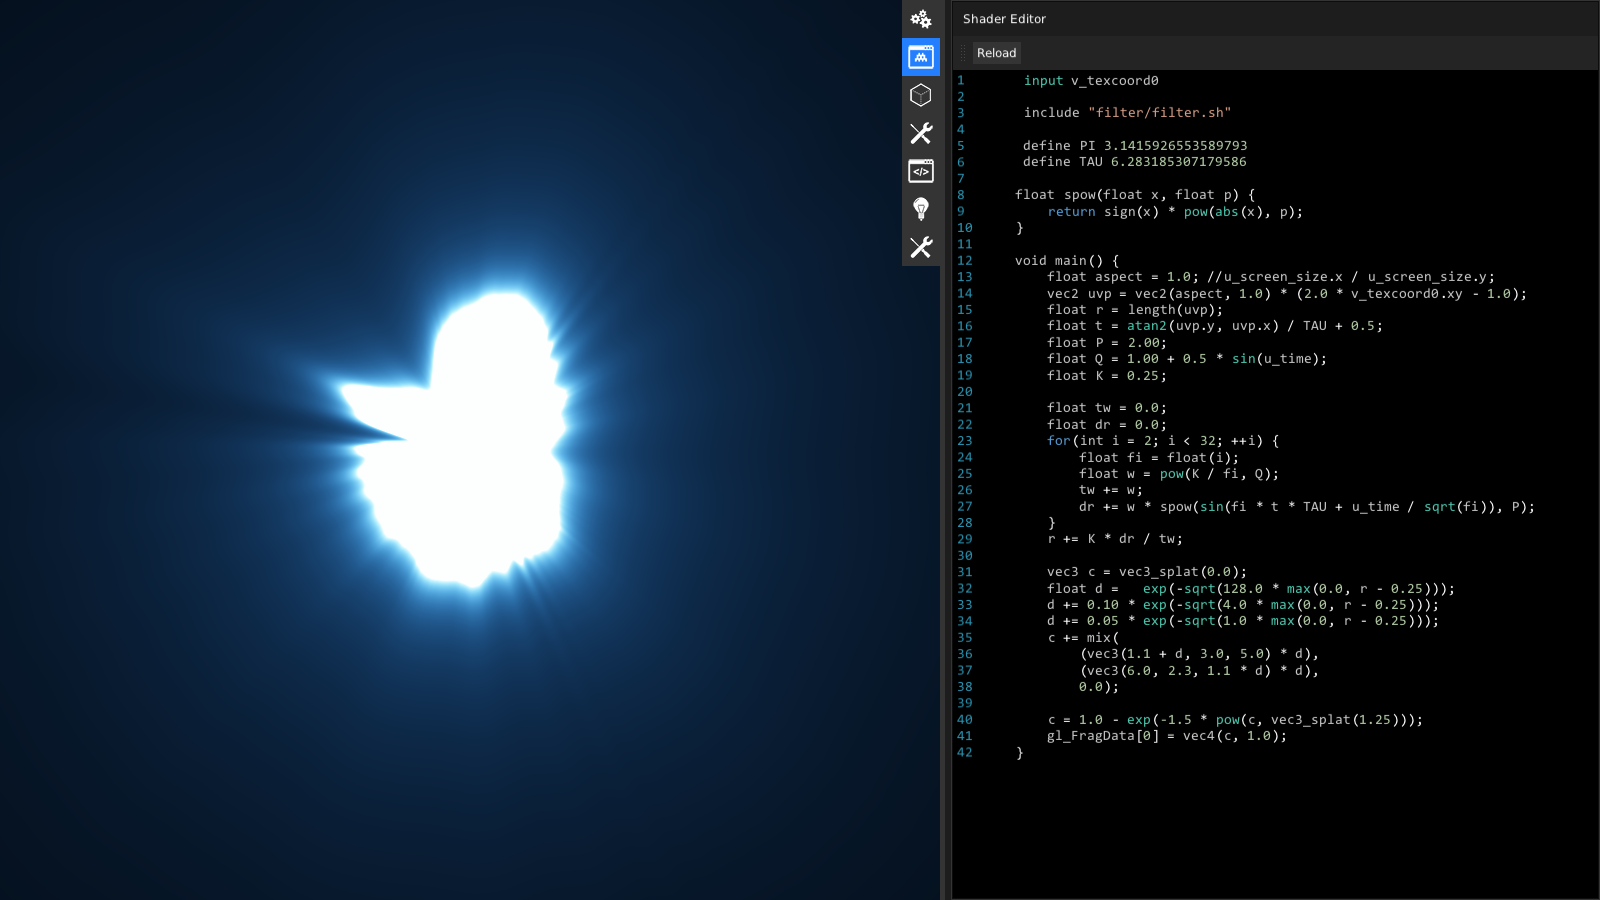 Shader Editor
Reload
1 input v_texcoord0
2
3 include "filter/filter.sh"
4
5 define PI 3.1415926553589793
6 define TAU 6.283185307179586
7
8 float spow(float x, float p) {
9 return sign(x) * pow(abs(x), p);
10 }
11
12 void main() {
13 float aspect = 1.0; //u_screen_size.x / u_screen_size.y;
14 vec2 uvp = vec2(aspect, 1.0) * (2.0 * v_texcoord0.xy - 1.0);
15 float r = length(uvp);
16 float t = atan2(uvp.y, uvp.x) / TAU + 0.5;
17 float P = 2.00;
18 float Q = 1.00 + 0.5 * sin(u_time);
19 float K = 0.25;
20
21 float tw = 0.0;
22 float dr = 0.0;
23 for(int i = 2; i < 32; ++i) {
24 float fi = float(i);
25 float w = pow(K / fi, Q);
26 tw += w;
27 dr += w * spow(sin(fi * t * TAU + u_time / sqrt(fi)), P);
28 }
29 r += K * dr / tw;
30
31 vec3 c = vec3_splat(0.0);
32 float d = exp(-sqrt(128.0 * max(0.0, r - 0.25)));
33 d += 0.10 * exp(-sqrt(4.0 * max(0.0, r - 0.25)));
34 d += 0.05 * exp(-sqrt(1.0 * max(0.0, r - 0.25)));
35 c += mix(
36 (vec3(1.1 + d, 3.0, 5.0) * d),
37 (vec3(6.0, 2.3, 1.1 * d) * d),
38 0.0);
39
40 c = 1.0 - exp(-1.5 * pow(c, vec3_splat(1.25)));
41 gl_FragData[0] = vec4(c, 1.0);
42 }